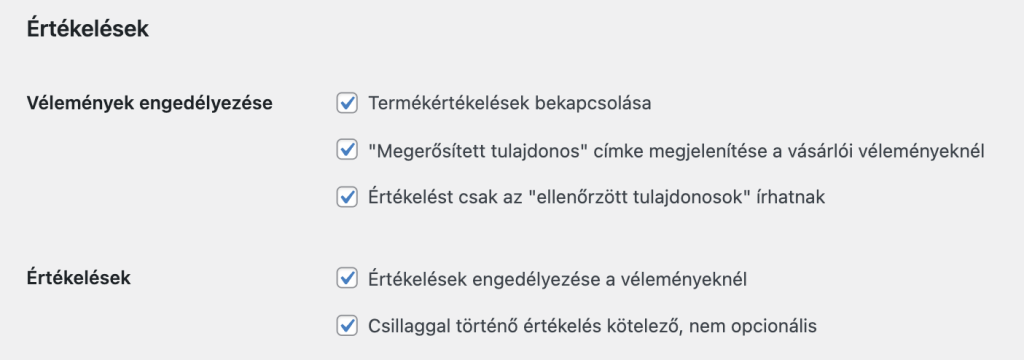 Értékelések
Vélemények engedélyezése
Termékértékelések bekapcsolása
"Megerősített tulajdonos" címke megjelenítése a vásárlói véleményeknél
Értékelést csak az "ellenőrzött tulajdonosok" írhatnak
Értékelések
Értékelések engedélyezése a véleményeknél
Csillaggal történő értékelés kötelező, nem opcionális